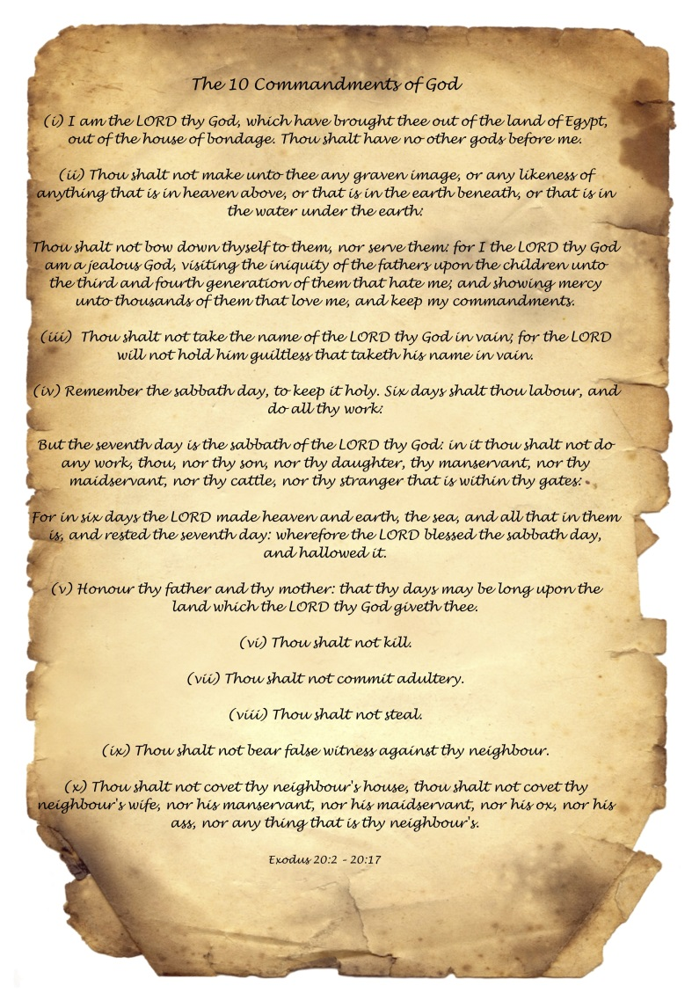 The 10 Commandments of God
(i) I am the LORD thy God, which have brought thee out of the land of Egypt,
out of the house of bondage. Thou shalt have no other gods before me.
(ii) Thou shalt not make unto thee any graven image, or any likeness of
anything that is in heaven above, or that is in the earth beneath, or that is in
the water under the earth:
Thou shalt not bow down thyself to them, nor serve them: for I the LORD thy God
am a jealous God, visiting the iniquity of the fathers upon the children unto
the third and fourth generation of them that hate me; and showing mercy
unto thousands of them that love me, and keep my commandments.
(iii)  Thou shalt not take the name of the LORD thy God in vain; for the LORD
will not hold him guiltless that taketh his name in vain.
(iv) Remember the sabbath day, to keep it holy. Six days shalt thou labour, and
do all thy work:
But the seventh day is the sabbath of the LORD thy God: in it thou shalt not do
any work, thou, nor thy son, nor thy daughter, thy manservant, nor thy
maidservant, nor thy cattle, nor thy stranger that is within thy gates:
For in six days the LORD made heaven and earth, the sea, and all that in them
is, and rested the seventh day: wherefore the LORD blessed the sabbath day,
and hallowed it.
(v) Honour thy father and thy mother: that thy days may be long upon the
land which the LORD thy God giveth thee.
(vi) Thou shalt not kill.
(vii) Thou shalt not commit adultery.
(viii) Thou shalt not steal.
(ix) Thou shalt not bear false witness against thy neighbour.
(x) Thou shalt not covet thy neighbour's house, thou shalt not covet thy
neighbour's wife, nor his manservant, nor his maidservant, nor his ox, nor his
ass, nor any thing that is thy neighbour's.
Exodus 20:2 - 20:17